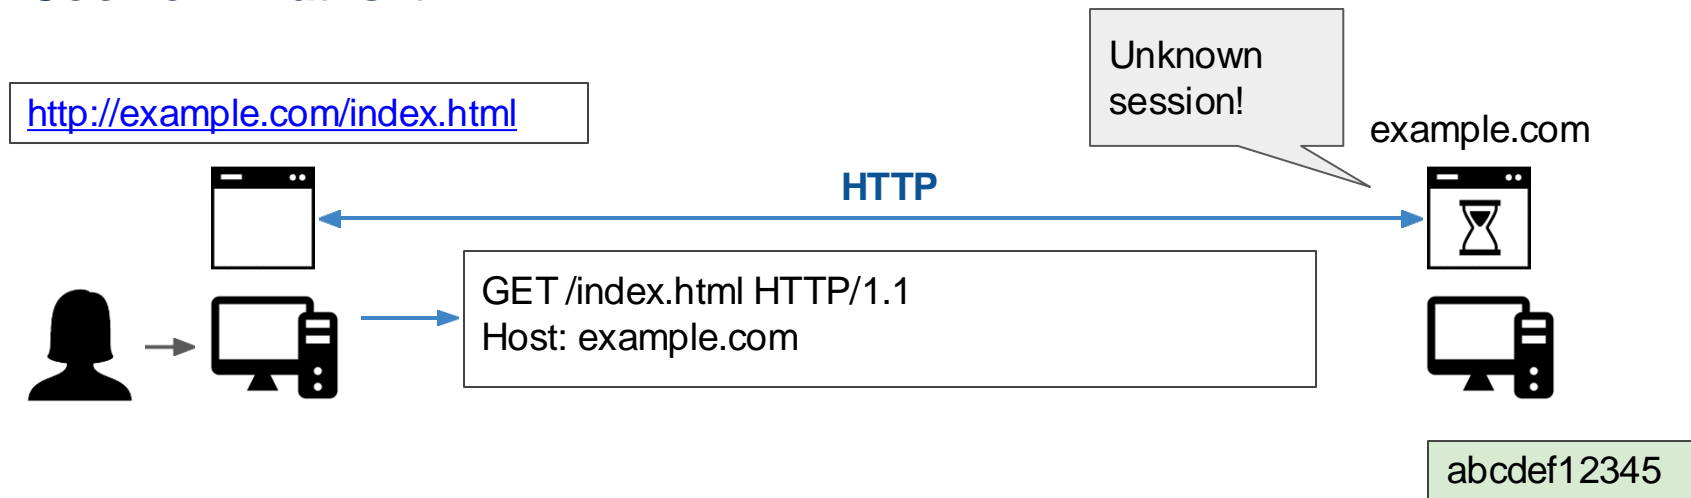 http://example.com/index.html
Unknown
session!
example.com
HTTP
GET /index.html HTTP/1.1
Host: example.com
abcdef12345